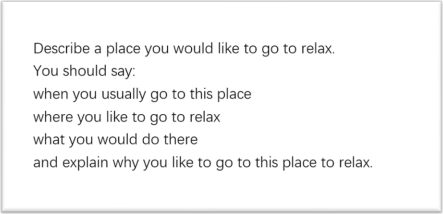 Describe a place you would like to go to relax.
You should say:
when you usually go to this place
where you like to go to relax
what you would do there
and explain why you like to go to this place to relax.